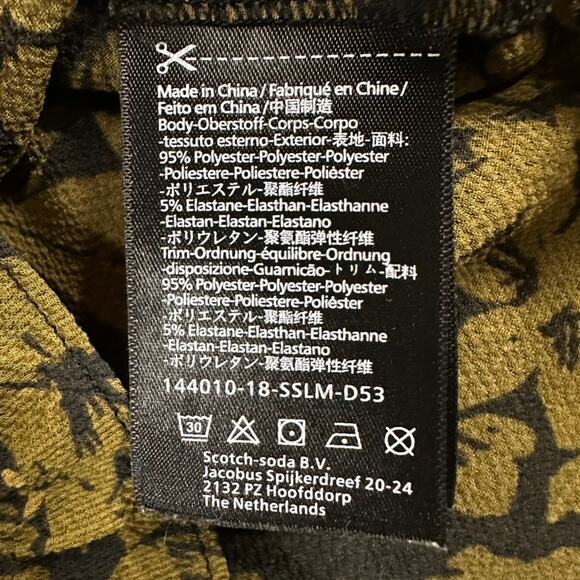 Made in China / Fabriqué en Chine /
Feito em China /中国制造
Body-Oberstoff-Corps-Corpo
-tessuto esterno-Exterior-表地-面料:
95% Polyester-Polyester-Polyester
-Poliestere-Poliestere-Poliéster
-ポリエステル-聚酯纤维
5% Elastane-Elasthan-Elasthanne
-Elastan-Elastan-Elastano
-ポリウレタン-聚氨酯弹性纤维
Trim-Ordnung-équilibre-Ordnung
-disposizione-Guarnicão-トリム-配料
95% Polyester-Polyester-Polyester
-Poliestere-Poliestere-Poliéster
-ポリエステル-聚酯纤维
5% Elastane-Elasthan-Elasthanne
-Elastan-Elastan-Elastano
-ポリウレタン-聚氨酯弹性纤维
144010-18-SSLM-D53
30
Scotch-soda B.V.
Jacobus Spijkerdreef 20-24
2132 PZ Hoofddorp
The Netherlands